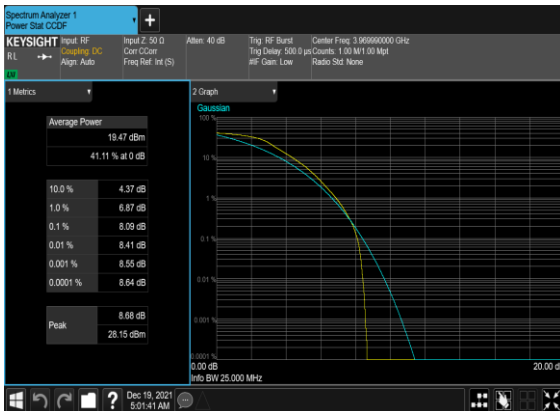 Spectrum Analyzer 1
Power Stat CCDF
+
KEYSIGHT
RL
Input: RF
Coupling: DC
Align: Auto
Input Z: 50 Ω
Corr CCorr
Freq Ref: Int (S)
Atten: 40 dB
Trig: RF Burst
Trig Delay: 500.0 µs
#IF Gain: Low
Center Freq: 3.969990000 GHz
Counts: 1.00 M/1.00 Mpt
Radio Std: None
1 Metrics
Average Power
19.47 dBm
41.11 % at 0 dB
10.0 % 4.37 dB
1.0 % 6.87 dB
0.1 % 8.09 dB
0.01 % 8.41 dB
0.001 % 8.55 dB
0.0001 % 8.64 dB
Peak
8.68 dB
28.15 dBm
2 Graph
Gaussian
100 %
10 %
1 %
0.1 %
0.01 %
0.001 %
0.0001 %
0.00 dB
20.00 d
Info BW 25.000 MHz
?
Dec 19, 2021
5:01:41 AM